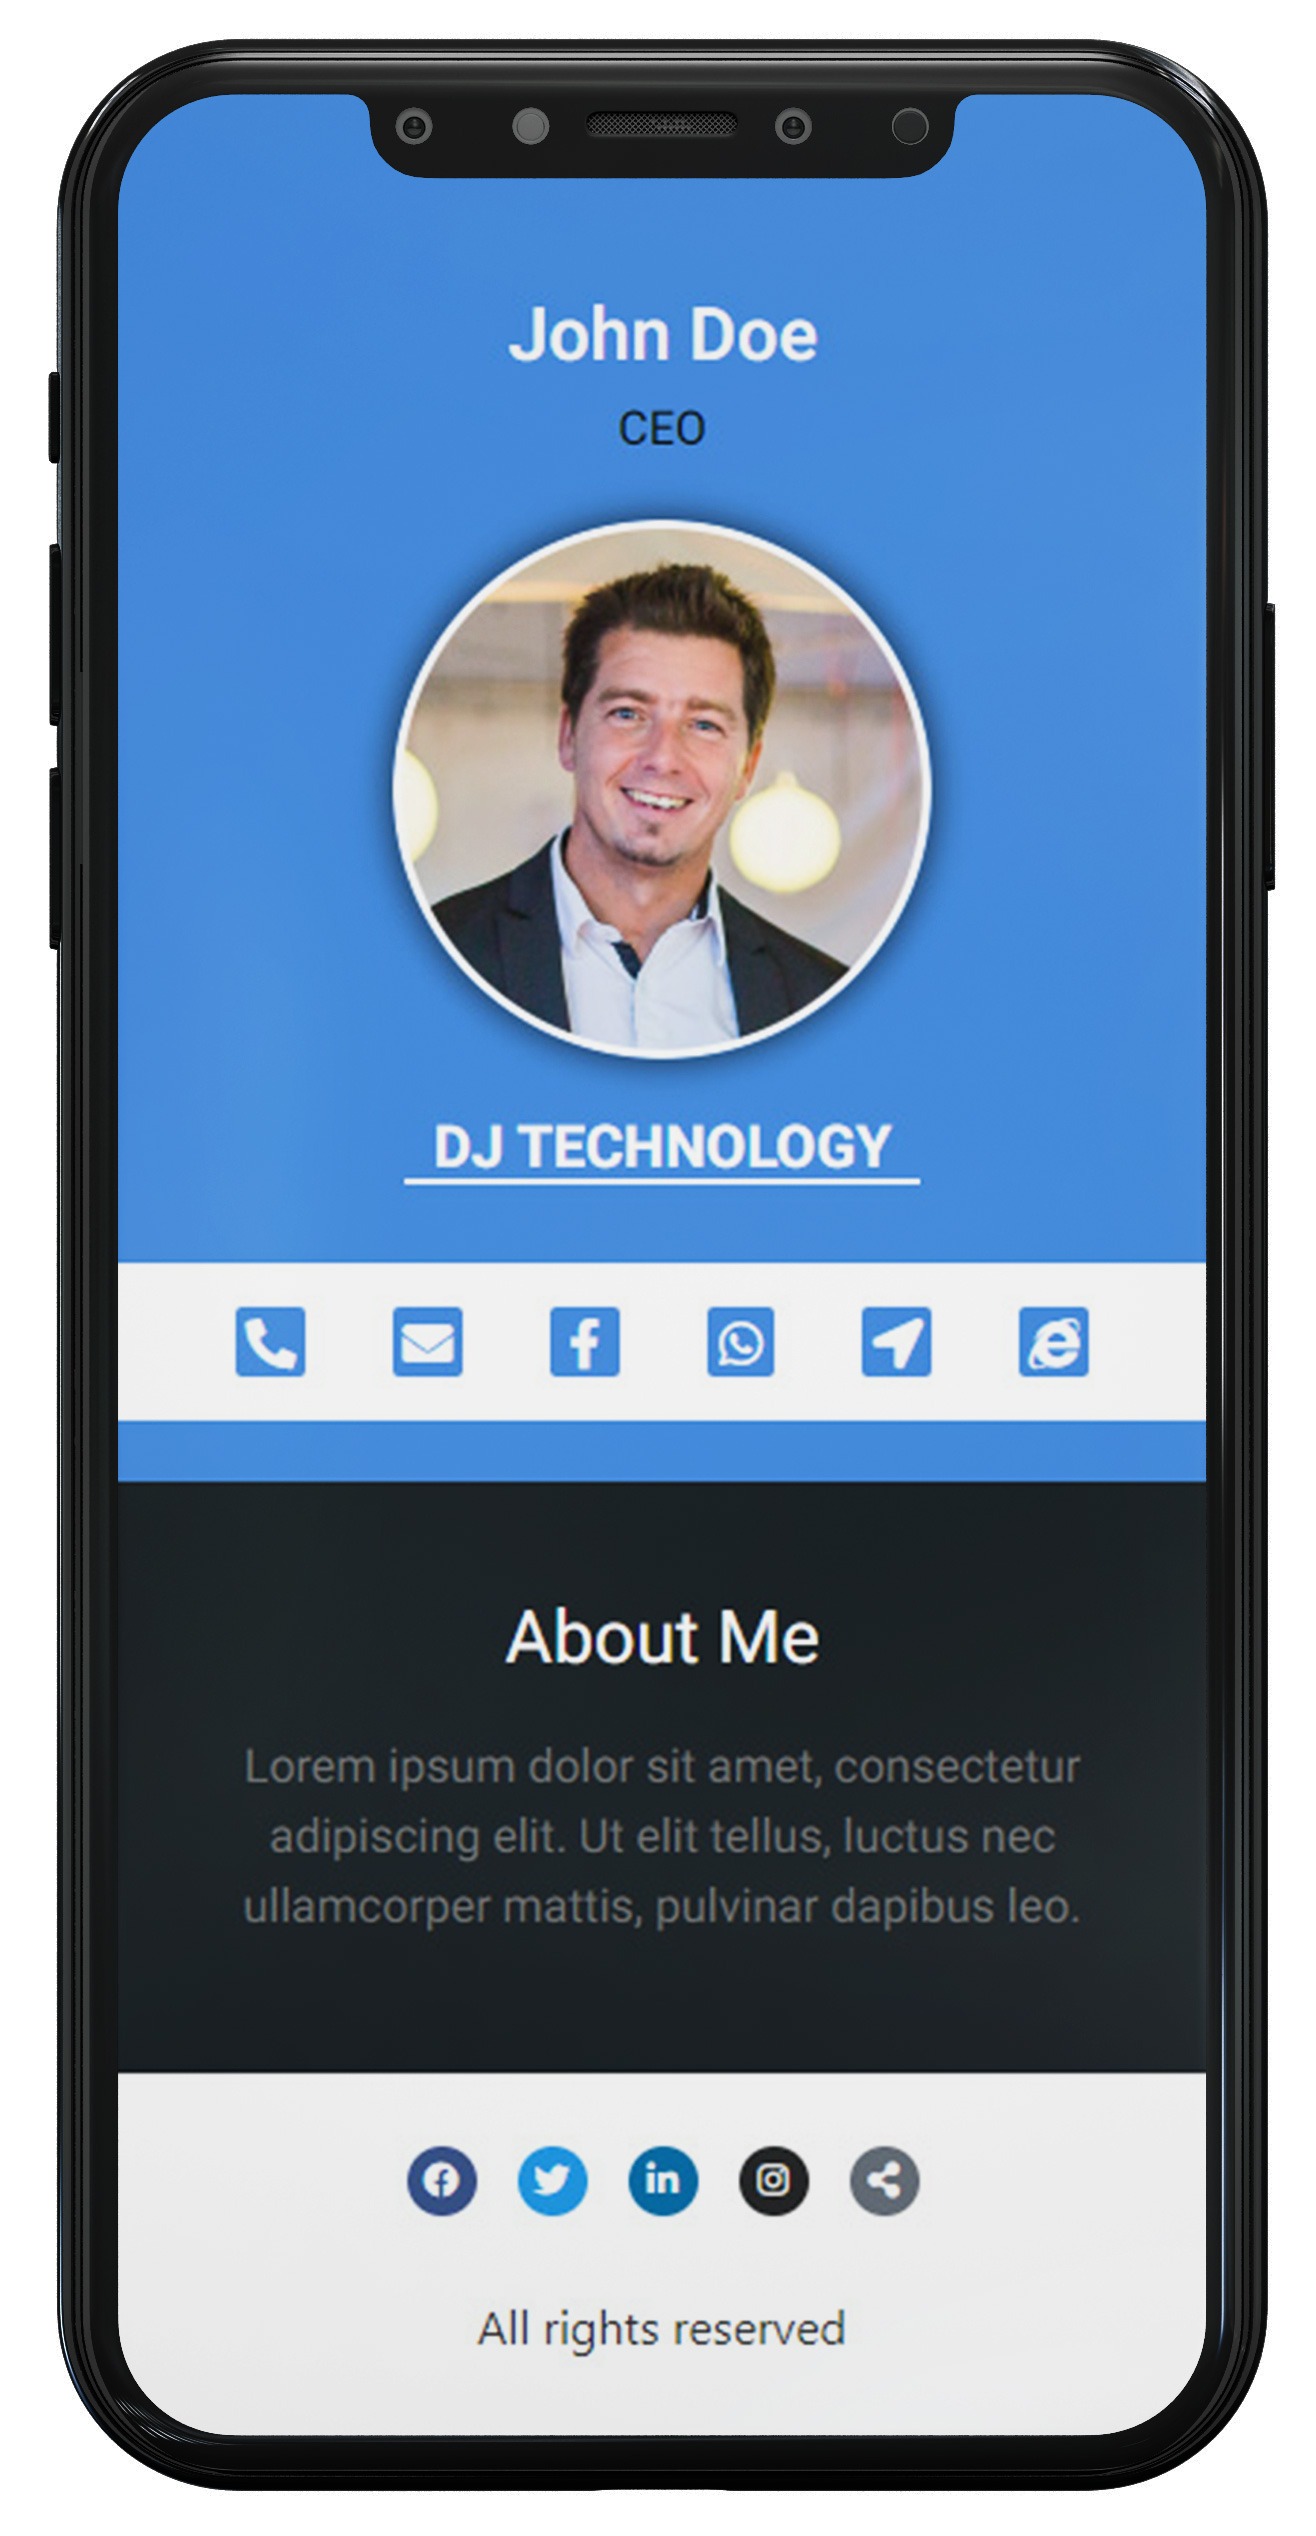 John Doe
CEO
DJ TECHNOLOGY
About Me
Lorem ipsum dolor sit amet, consectetur
adipiscing elit. Ut elit tellus, luctus nec
ullamcorper mattis, pulvinar dapibus leo.
All rights reserved